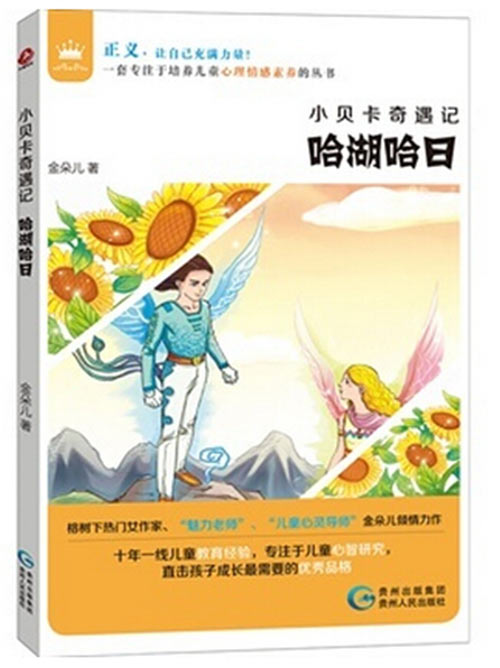 正义，让自己充满力量！
一套专注于培养儿童心理情感素养的丛书
小贝卡奇遇记
哈湖哈日
金朵儿 著
小贝卡奇遇记
哈湖哈日
金朵儿 著
榕树下热门女作家、“魅力老师”、“儿童心灵导师”金朵儿倾情力作
十年一线儿童教育经验，专注于儿童心智研究，
直击孩子成长最需要的优秀品格
贵州出版集团
贵州人民出版社